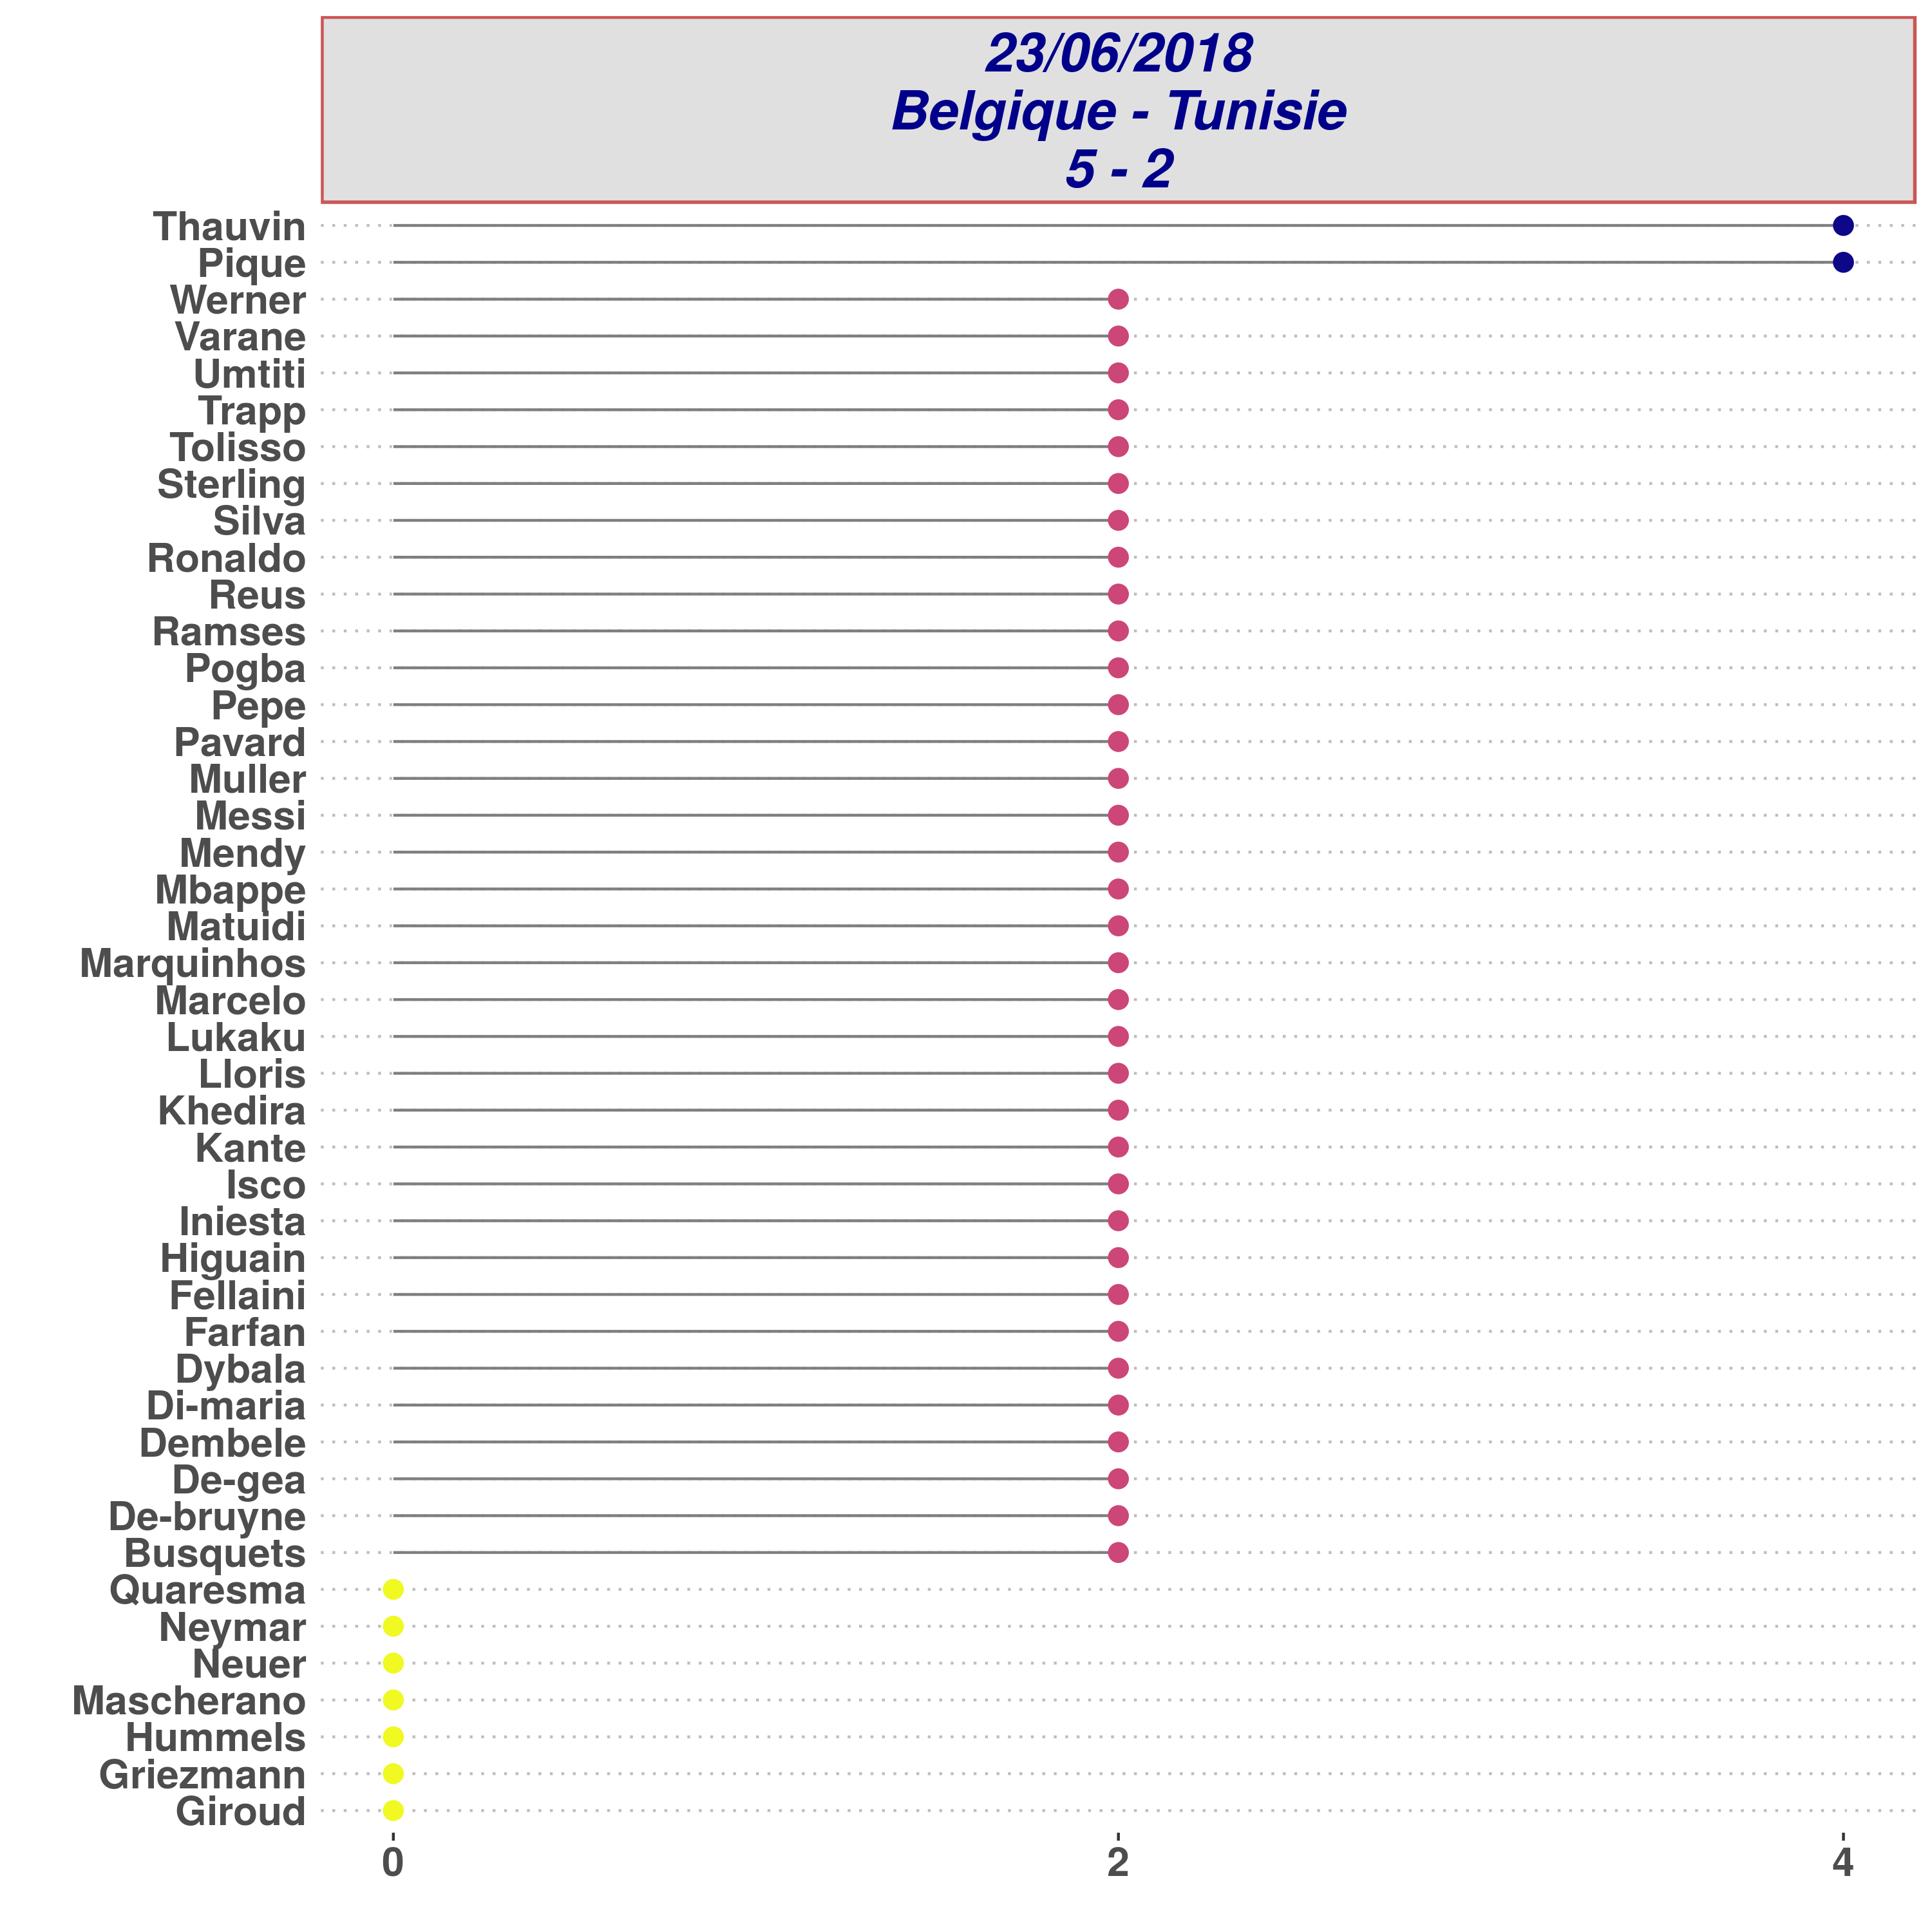 23/06/2018
Belgique - Tunisie
5 - 2
Thauvin
Pique
Werner
Varane
Umtiti
Trapp
Tolisso
Sterling
Silva
Ronaldo
Reus
Ramses
Pogba
Pepe
Pavard
Muller
Messi
Mendy
Mbappe
Matuidi
Marquinhos
Marcelo
Lukaku
Lloris
Khedira
Kante
Isco
Iniesta
Higuain
Fellaini
Farfan
Dybala
Di-maria
Dembele
De-gea
De-bruyne
Busquets
Quaresma
Neymar
Neuer
Mascherano
Hummels
Griezmann
Giroud
0 2 4